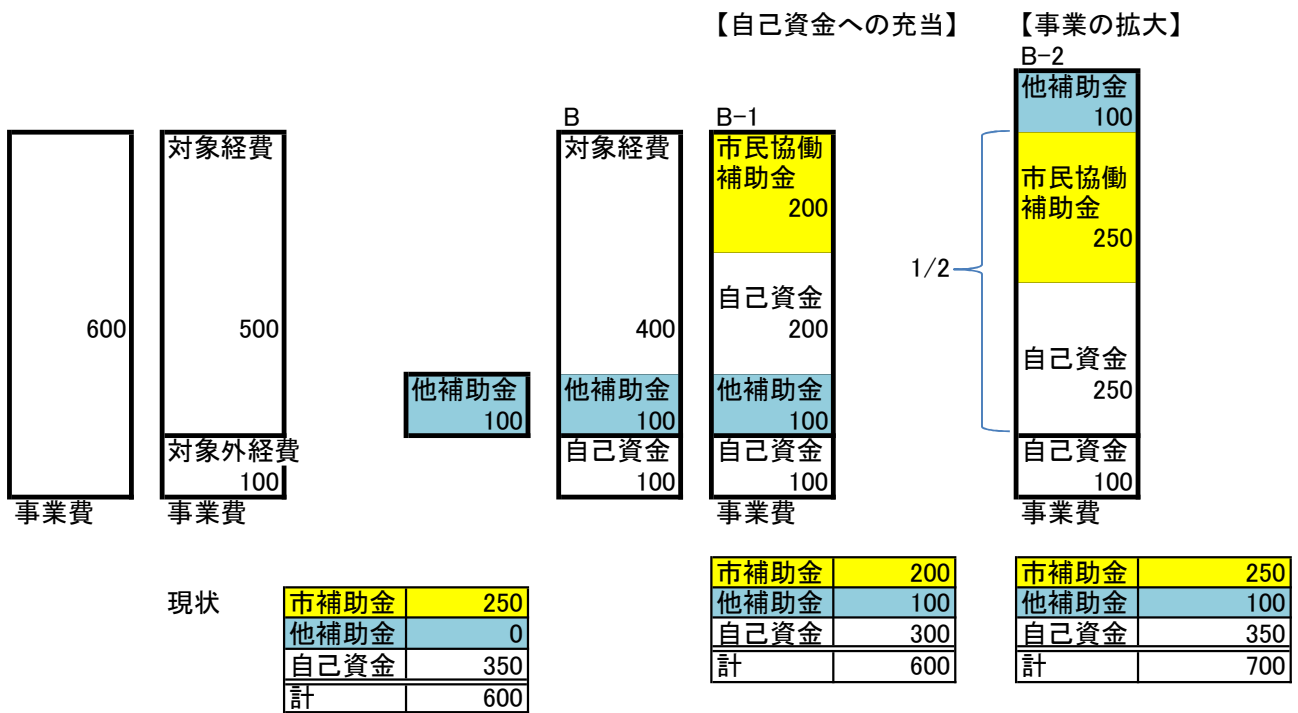 【自己資金への充当】
【事業の拡大】
600
事業費
対象経費
500
対象外経費
100
事業費
他補助金
100
B
対象経費
400
他補助金
100
自己資金
100
B-1
市民協働
補助金
200
自己資金
200
他補助金
100
自己資金
100
事業費
1/2
B-2
他補助金
100
市民協働
補助金
250
自己資金
250
自己資金
100
事業費
現状
市補助金 250
他補助金 0
自己資金 350
計 600
市補助金 200
他補助金 100
自己資金 300
計 600
市補助金 250
他補助金 100
自己資金 350
計 700